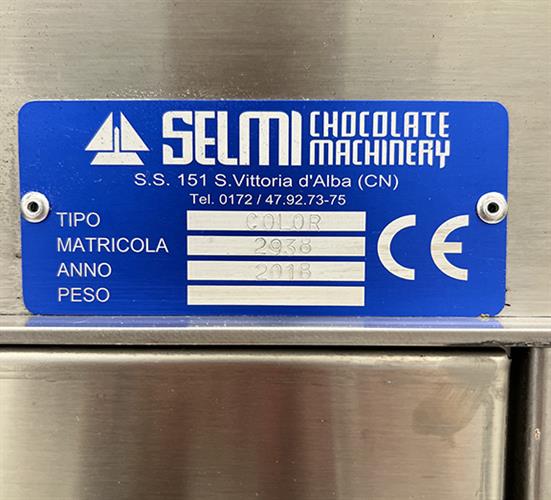 SELMI CHOCOLATE MACHINERY
S.S. 151 S.Vittoria d'Alba (CN)
Tel. 0172 / 47.92.73-75
TIPO COLOR
MATRICOLA 2938
ANNO 2018
PESO
CE